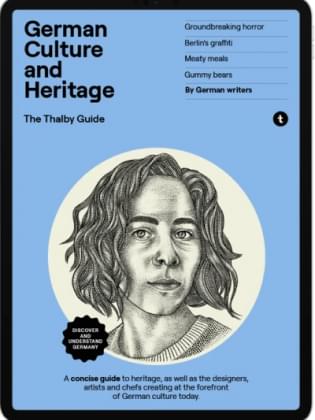 German
Culture
and
Heritage
The Thalby Guide
Groundbreaking horror
Berlin's graffiti
Meaty meals
Gummy bears
By German writers
t
DISCOVER
AND
UNDERSTAND
GERMANY
A concise guide to heritage, as well as the designers,
artists and chefs creating at the forefront
of German culture today.